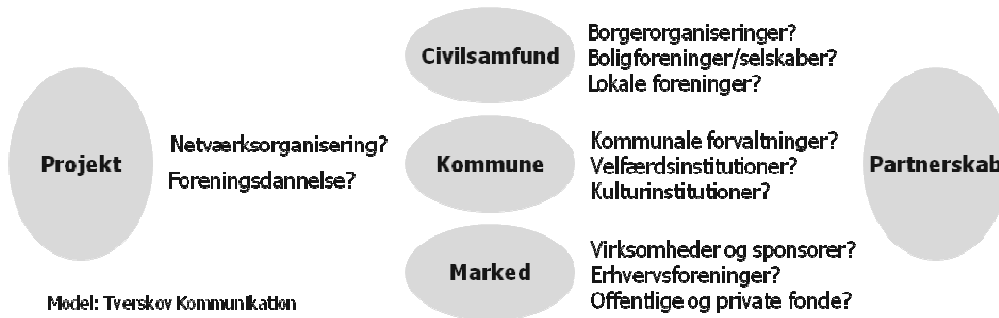 Projekt
Netværksorganisering?
Foreningsdannelse?
Civilsamfund
Borgerorganiseringer?
Boligforeninger/selskaber?
Lokale foreninger?
Kommune
Kommunale forvaltninger?
Velfærdsinstitutioner?
Kulturinstitutioner?
Marked
Virksomheder og sponsorer?
Erhvervsforeninger?
Offentlige og private fonde?
Partnerskab
Model: Tverskov Kommunikation